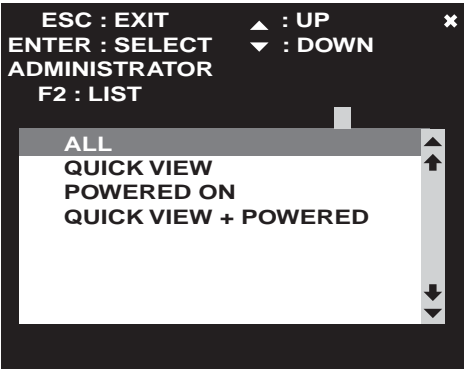 ESC : EXIT ▲ : UP
ENTER : SELECT ▼ : DOWN
ADMINISTRATOR
F2 : LIST
ALL
QUICK VIEW
POWERED ON
QUICK VIEW + POWERED